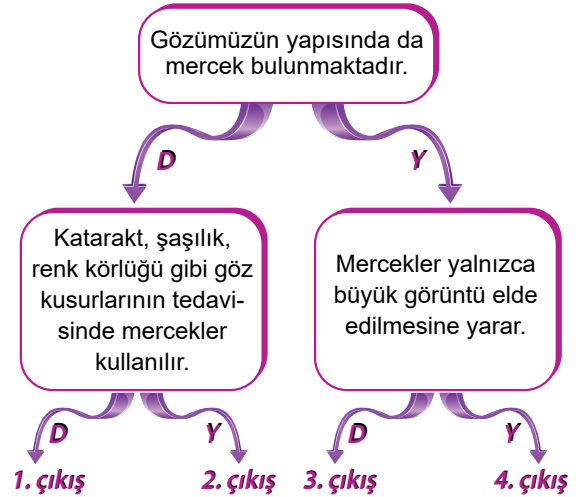 Gözümüzün yapısında da
mercek bulunmaktadır.
D
Y
Katarakt, şaşılık,
renk körlüğü gibi göz
kusurlarının tedavi-
sinde mercekler
kullanılır.
Mercekler yalnızca
büyük görüntü elde
edilmesine yarar.
D
Y
D
Y
1. çıkış
2. çıkış
3. çıkış
4. çıkış